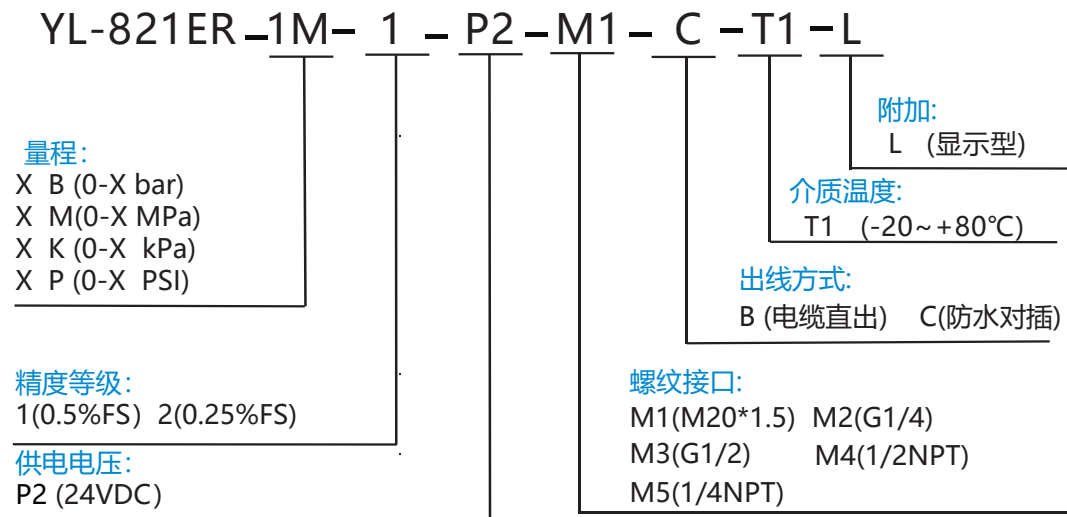 YL-821ER-1M- 1 - P2-M1- C-T1-L
量程:
X B (0-X bar)
X M(0-X MPa)
X K (0-X kPa)
X P (0-X PSI)
精度等级:
1(0.5%FS) 2(0.25%FS)
供电电压:
P2 (24VDC)
附加:
L (显示型)
介质温度:
T1 (-20~+80℃)
出线方式:
B (电缆直出) C(防水对插)
螺纹接口:
M1(M20*1.5) M2(G1/4)
M3(G1/2) M4(1/2NPT)
M5(1/4NPT)